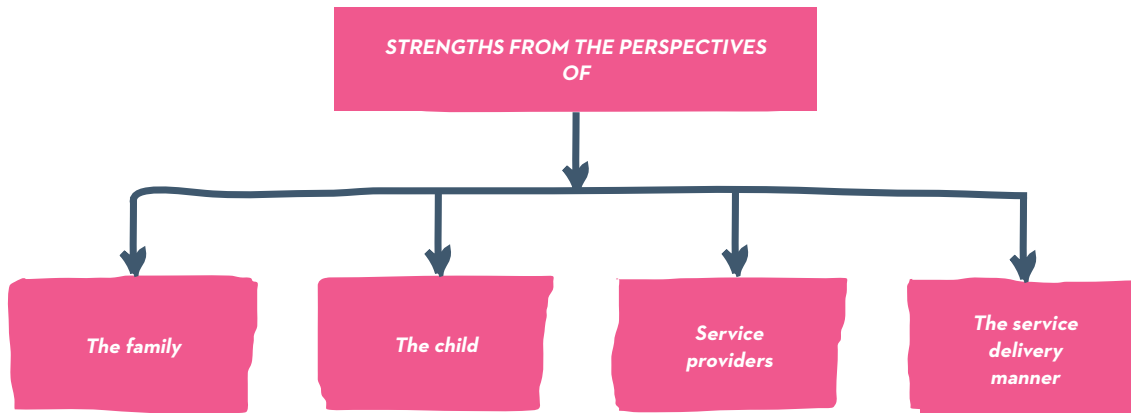 STRENGTHS FROM THE PERSPECTIVES
OF
The family
The child
Service
providers
The service
delivery
manner